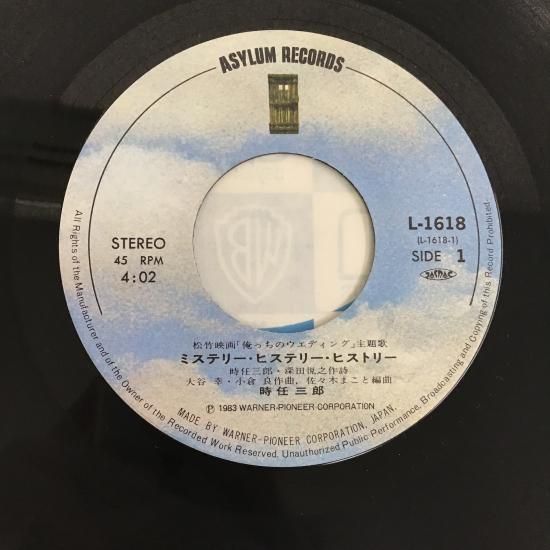 ASYLUM RECORDS
STEREO
45 RPM
4:02
L-1618
(L-1618-1)
SIDE 1
JASRAC
松竹映画「俺っちのウエディング」主題歌
ミステリー・ヒステリー・ヒストリー
時任三郎・深田悦之作詩
大谷 幸・小倉 良作曲, 佐々木まこと編曲
時任三郎
Ⓟ 1983 WARNER-PIONEER CORPORATION
MADE BY WARNER-PIONEER CORPORATION, JAPAN.
All Rights of the Manufacturer and of the Owner of the Recorded Work Reserved. Unauthorized Public Performance, Broadcasting and Copying of this Record Prohibited.